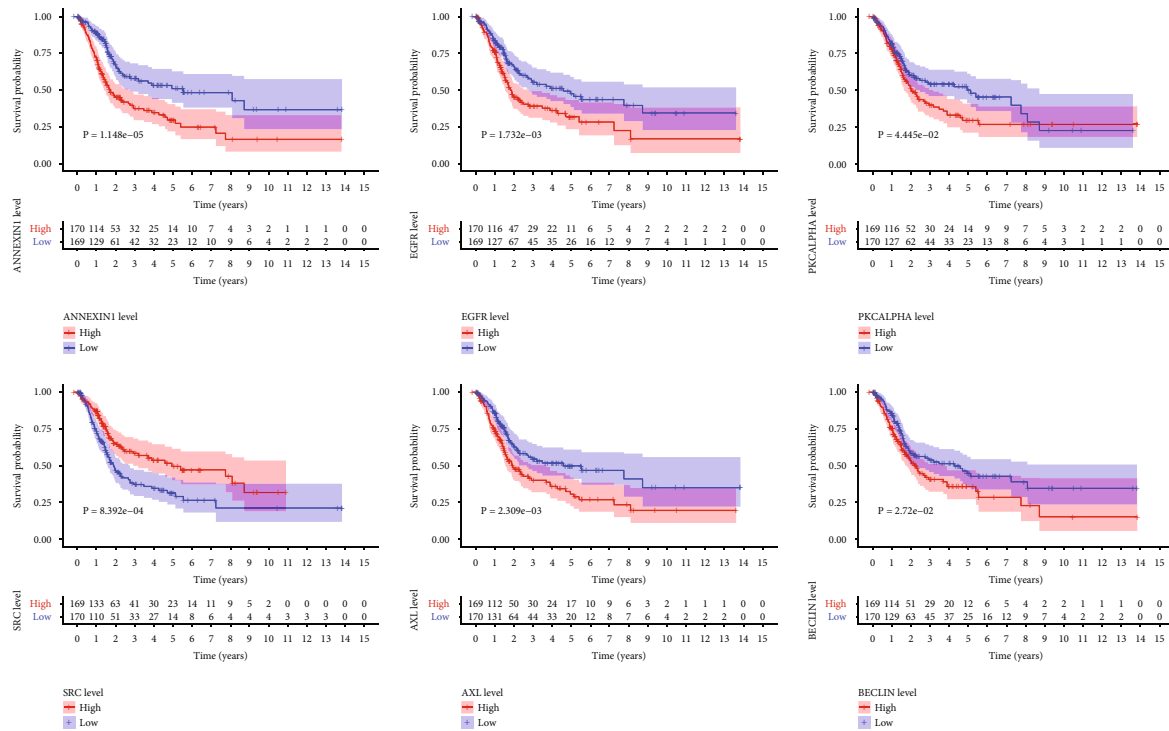 1.00
0.75
0.50
0.25
0.00
Survival probability
P = 1.148e−05
0 1 2 3 4 5 6 7 8 9 10 11 12 13 14 15
Time (years)
ANNEXIN1 level
High 170 114 53 32 25 14 10 7 4 3 2 1 1 1 0 0
Low 169 129 61 42 32 23 12 10 9 6 4 2 2 2 0 0
0 1 2 3 4 5 6 7 8 9 10 11 12 13 14 15
Time (years)
ANNEXIN1 level
High
Low
1.00
0.75
0.50
0.25
0.00
Survival probability
P = 1.732e−03
0 1 2 3 4 5 6 7 8 9 10 11 12 13 14 15
Time (years)
EGFR level
High 170 116 47 29 22 11 6 5 4 2 2 2 2 2 0 0
Low 169 127 67 45 35 26 16 12 9 7 4 1 1 1 0 0
0 1 2 3 4 5 6 7 8 9 10 11 12 13 14 15
Time (years)
EGFR level
High
Low
1.00
0.75
0.50
0.25
0.00
Survival probability
P = 4.445e−02
0 1 2 3 4 5 6 7 8 9 10 11 12 13 14 15
Time (years)
PKCALPHA level
High 169 116 52 30 24 14 9 9 7 5 3 2 2 2 0 0
Low 170 127 62 44 33 23 13 8 6 4 3 1 1 1 0 0
0 1 2 3 4 5 6 7 8 9 10 11 12 13 14 15
Time (years)
PKCALPHA level
High
Low
1.00
0.75
0.50
0.25
0.00
Survival probability
P = 8.392e−04
0 1 2 3 4 5 6 7 8 9 10 11 12 13 14 15
Time (years)
SRC level
High 169 133 63 41 30 23 14 11 9 5 2 0 0 0 0 0
Low 170 110 51 33 27 14 8 6 4 4 4 3 3 3 0 0
0 1 2 3 4 5 6 7 8 9 10 11 12 13 14 15
Time (years)
SRC level
High
Low
1.00
0.75
0.50
0.25
0.00
Survival probability
P = 2.309e−03
0 1 2 3 4 5 6 7 8 9 10 11 12 13 14 15
Time (years)
AXL level
High 169 112 50 30 24 17 10 9 6 3 2 1 1 1 0 0
Low 170 131 64 44 33 20 12 8 7 6 4 2 2 2 0 0
0 1 2 3 4 5 6 7 8 9 10 11 12 13 14 15
Time (years)
AXL level
High
Low
1.00
0.75
0.50
0.25
0.00
Survival probability
P = 2.72e−02
0 1 2 3 4 5 6 7 8 9 10 11 12 13 14 15
Time (years)
BECLIN level
High 169 114 51 29 20 12 6 5 4 2 2 1 1 1 0 0
Low 170 129 63 45 37 25 16 12 9 7 4 2 2 2 0 0
0 1 2 3 4 5 6 7 8 9 10 11 12 13 14 15
Time (years)
BECLIN level
High
Low